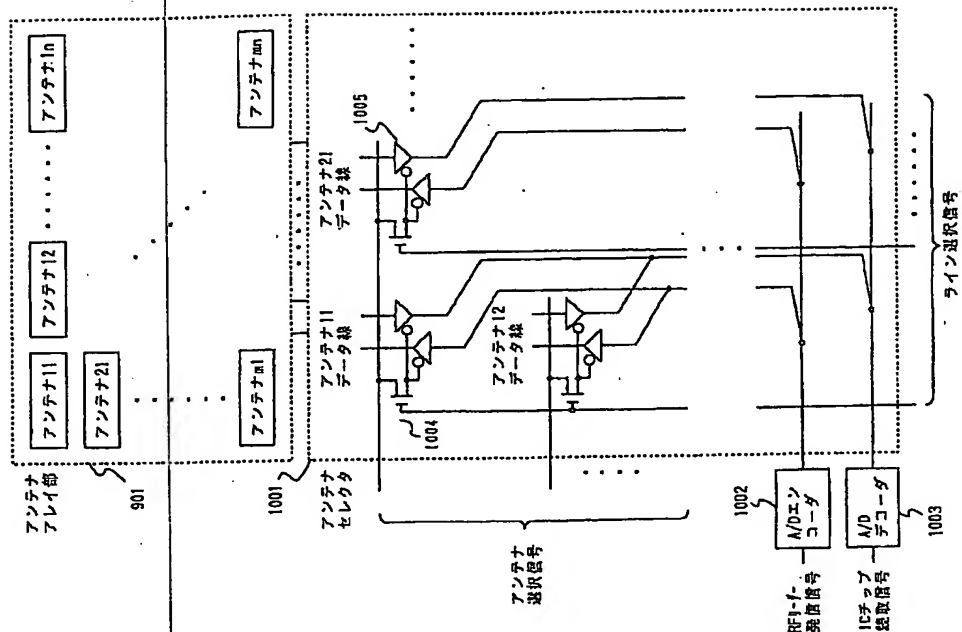 アンテナ
アレイ部
901
アンテナ11
アンテナ12
アンテナ1n
アンテナ21
アンテナm1
アンテナmn
1001
アンテナ
セレクタ
アンテナ11
データ線
アンテナ21
データ線
1005
1004
アンテナ12
データ線
アンテナ
選択信号
1002
A/Dエン
コーダ
RFリーダー
発信信号
A/D
デコーダ
1003
ICチップ
読取信号
ライン選択信号